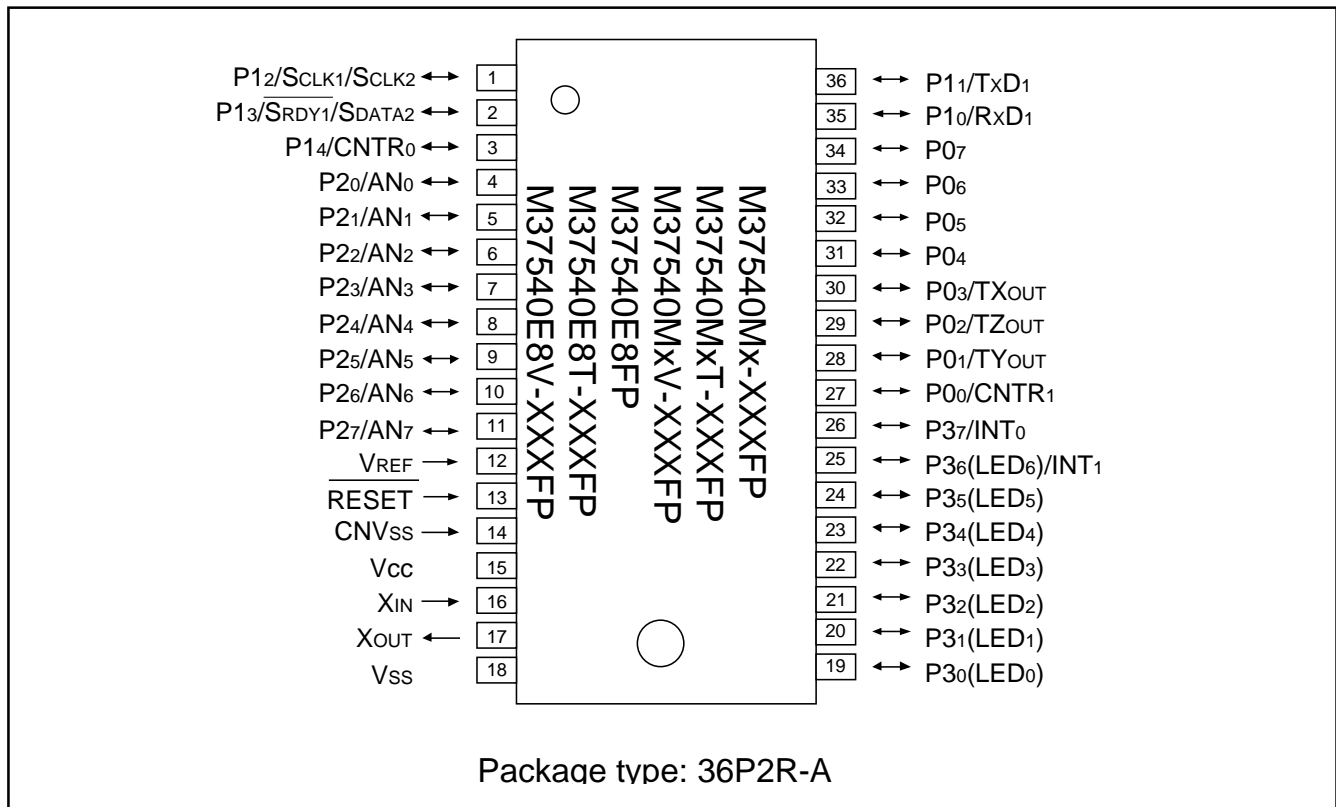 P12/SCLK1/SCLK2
P13/SRDY1/SDATA2
P14/CNTR0
P20/AN0
P21/AN1
P22/AN2
P23/AN3
P24/AN4
P25/AN5
P26/AN6
P27/AN7
VREF
RESET
CNVSS
Vcc
XIN
XOUT
VSS
1
2
3
4
5
6
7
8
9
10
11
12
13
14
15
16
17
18
M37540Mx-XXXFP
M37540MxT-XXXFP
M37540MxV-XXXFP
M37540E8FP
M37540E8T-XXXFP
M37540E8V-XXXFP
36
35
34
33
32
31
30
29
28
27
26
25
24
23
22
21
20
19
P11/TxD1
P10/RxD1
P07
P06
P05
P04
P03/TXOUT
P02/TZOUT
P01/TYOUT
P00/CNTR1
P37/INT0
P36(LED6)/INT1
P35(LED5)
P34(LED4)
P33(LED3)
P32(LED2)
P31(LED1)
P30(LED0)
Package type: 36P2R-A